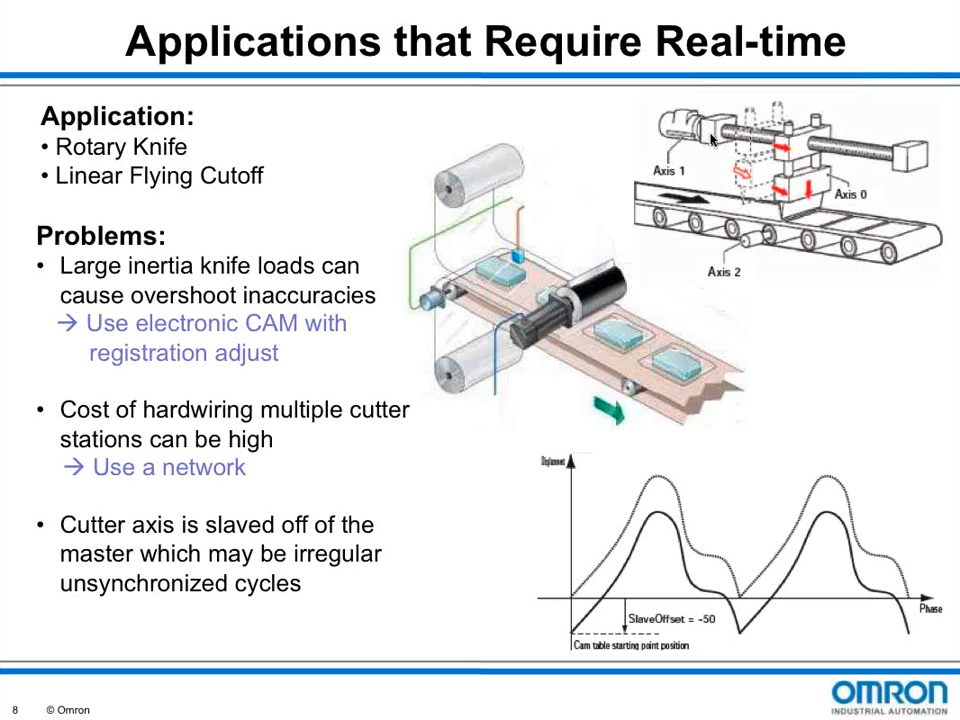 Applications that Require Real-time
Application:
• Rotary Knife
• Linear Flying Cutoff
Problems:
• Large inertia knife loads can
cause overshoot inaccuracies
→ Use electronic CAM with
registration adjust
• Cost of hardwiring multiple cutter
stations can be high
→ Use a network
• Cutter axis is slaved off of the
master which may be irregular
unsynchronized cycles
Axis 1
Axis 0
Axis 2
Displacement
Phase
SlaveOffset = -50
Cam table starting point position
8 © Omron
OMRON
INDUSTRIAL AUTOMATION